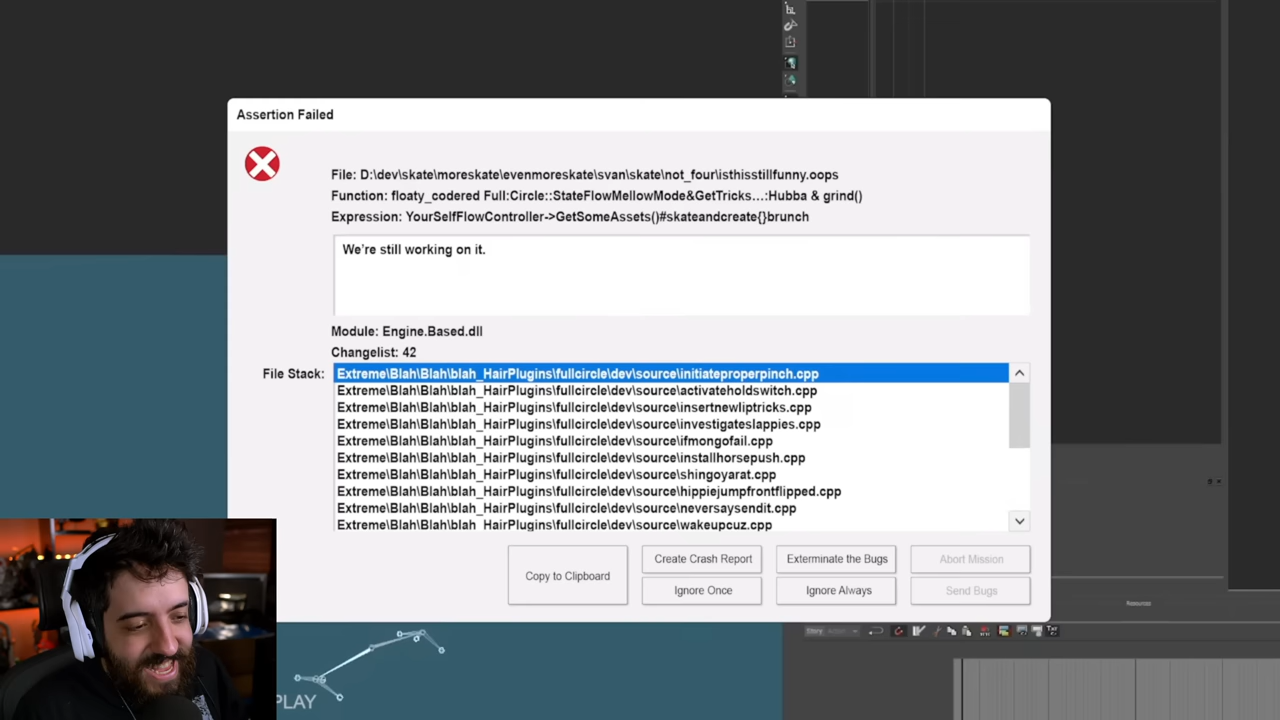 Assertion Failed
File: D:\dev\skate\moreskate\evenmoreskate\svan\skate\not_four\isthisstillfunny.oops
Function: floaty_codered Full:Circle::StateFlowMellowMode&GetTricks...:Hubba & grind()
Expression: YourSelfFlowController->GetSomeAssets()#skateandcreate{}brunch
We're still working on it.
Module: Engine.Based.dll
Changelist: 42
File Stack: Extreme\Blah\Blah\blah_HairPlugins\fullcircle\dev\source\initiateproperpinch.cpp
Extreme\Blah\Blah\blah_HairPlugins\fullcircle\dev\source\activateholdswitch.cpp
Extreme\Blah\Blah\blah_HairPlugins\fullcircle\dev\source\insertnewliptricks.cpp
Extreme\Blah\Blah\blah_HairPlugins\fullcircle\dev\source\investigateslappies.cpp
Extreme\Blah\Blah\blah_HairPlugins\fullcircle\dev\source\ifmongofail.cpp
Extreme\Blah\Blah\blah_HairPlugins\fullcircle\dev\source\installhorsepush.cpp
Extreme\Blah\Blah\blah_HairPlugins\fullcircle\dev\source\shingoyarat.cpp
Extreme\Blah\Blah\blah_HairPlugins\fullcircle\dev\source\hippiejumpfrontflipped.cpp
Extreme\Blah\Blah\blah_HairPlugins\fullcircle\dev\source\neversaysendit.cpp
Extreme\Blah\Blah\blah_HairPlugins\fullcircle\dev\source\wakeupcuz.cpp
Copy to Clipboard
Create Crash Report
Exterminate the Bugs
Abort Mission
Ignore Once
Ignore Always
Send Bugs
Resources
Story Action
PLAY